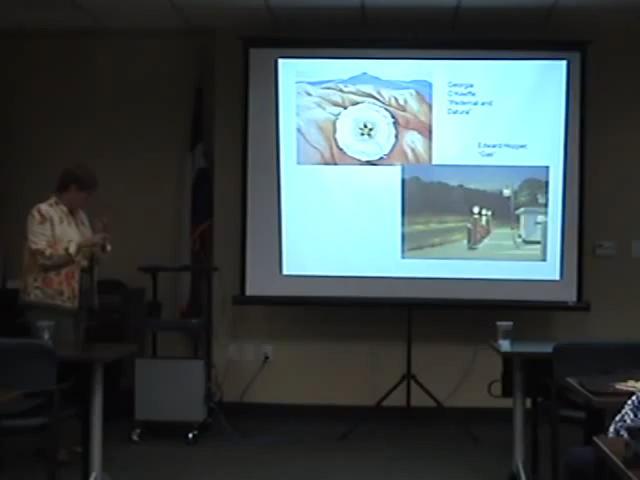 Georgia
O'Keeffe
"Pedernal and
Datura"
Edward Hopper
"Gas"